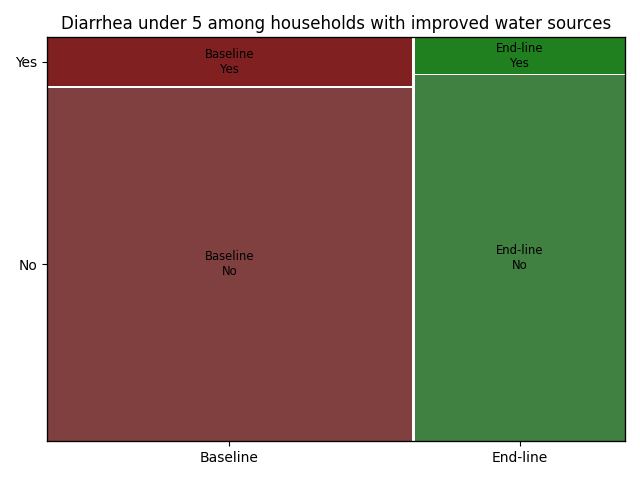 Diarrhea under 5 among households with improved water sources
Yes
Baseline
Yes
End-line
Yes
No
Baseline
No
End-line
No
Baseline
End-line